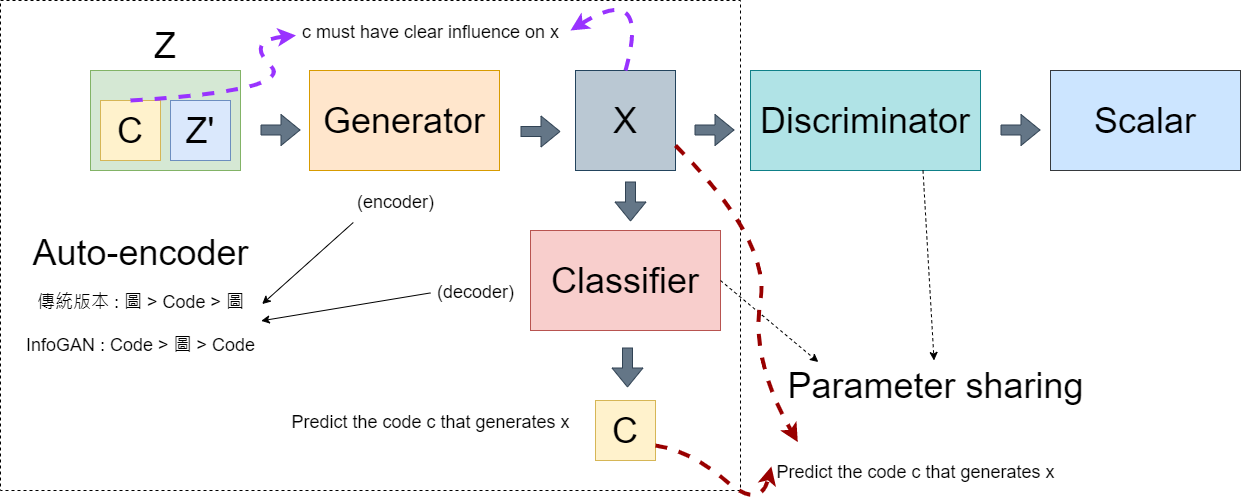 c must have clear influence on x
Z
C
Z'
Generator
X
Discriminator
Scalar
(encoder)
Auto-encoder
傳統版本 : 圖 > Code > 圖
(decoder)
Classifier
InfoGAN : Code > 圖 > Code
Parameter sharing
Predict the code c that generates x
C
Predict the code c that generates x